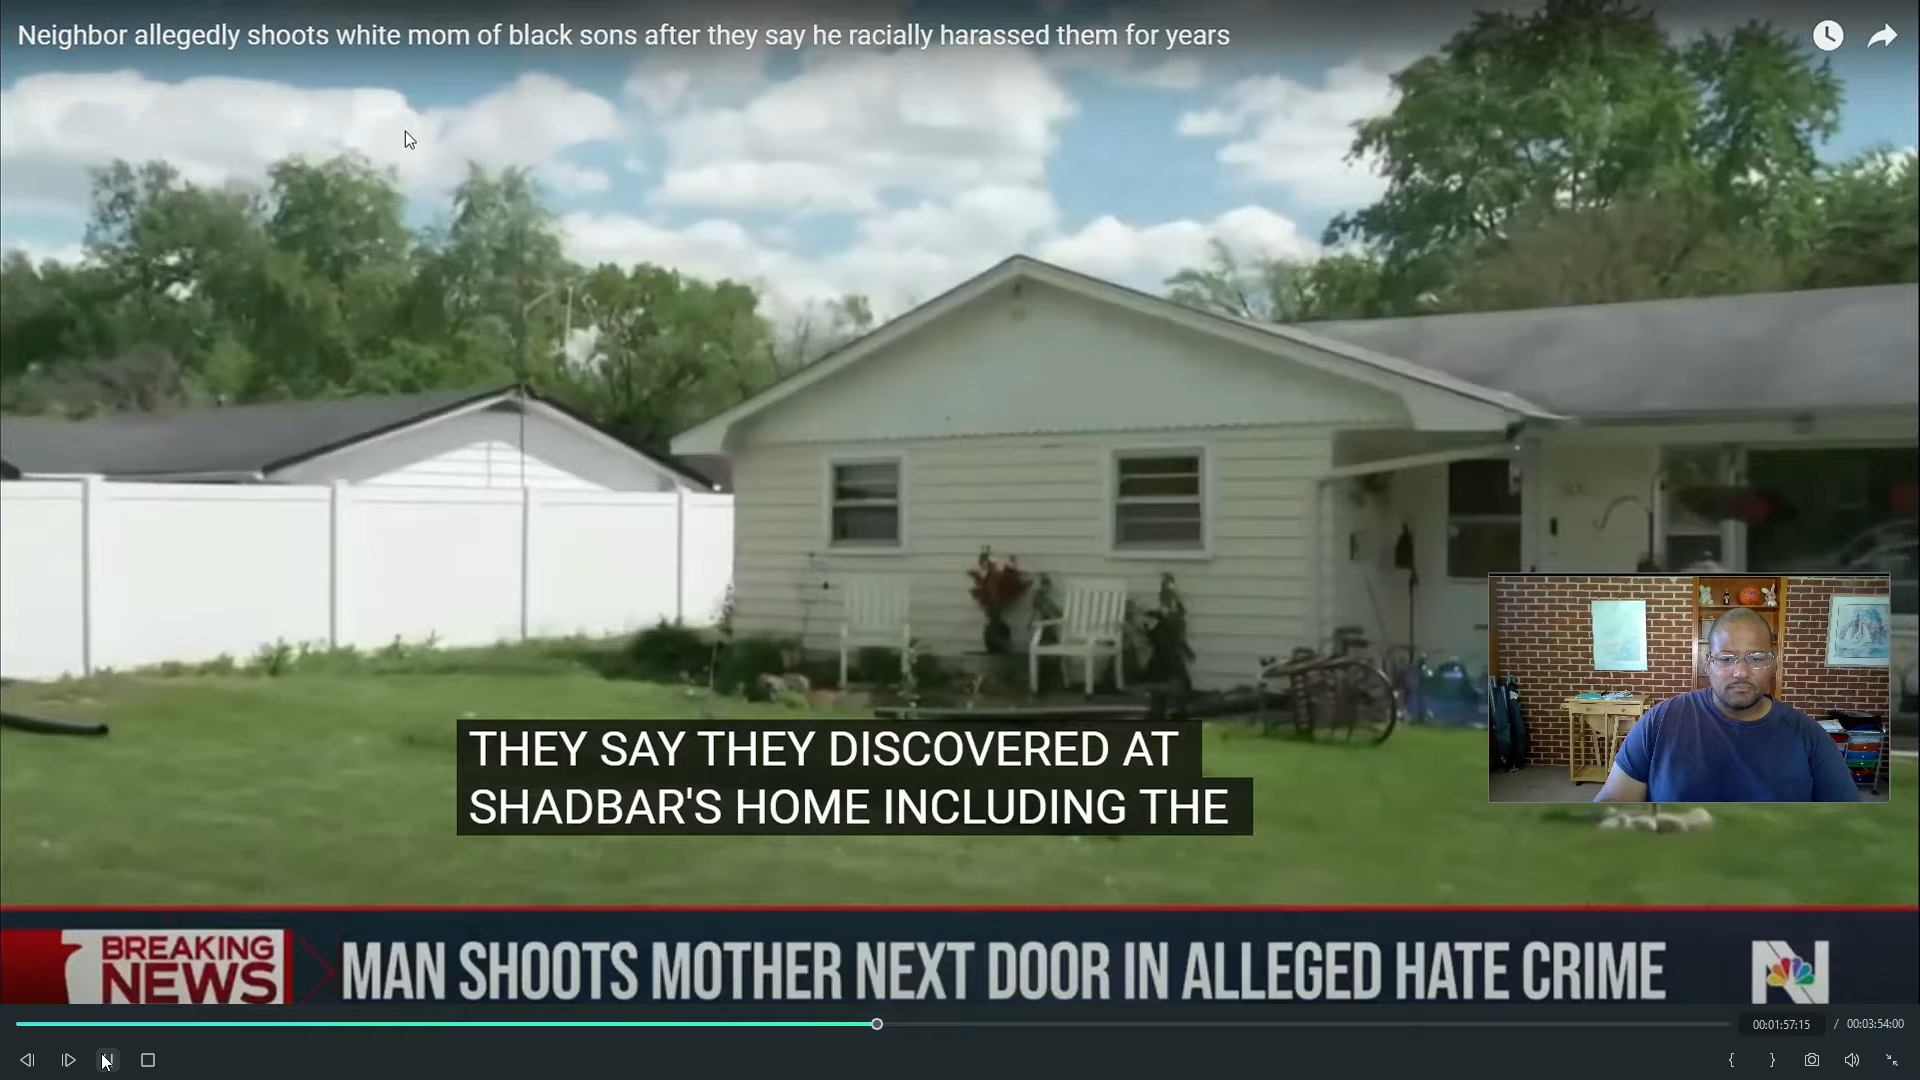 Neighbor allegedly shoots white mom of black sons after they say he racially harassed them for years
THEY SAY THEY DISCOVERED AT
SHADBAR'S HOME INCLUDING THE
BREAKING
NEWS
MAN SHOOTS MOTHER NEXT DOOR IN ALLEGED HATE CRIME
00:01:57:15 / 00:03:54:00